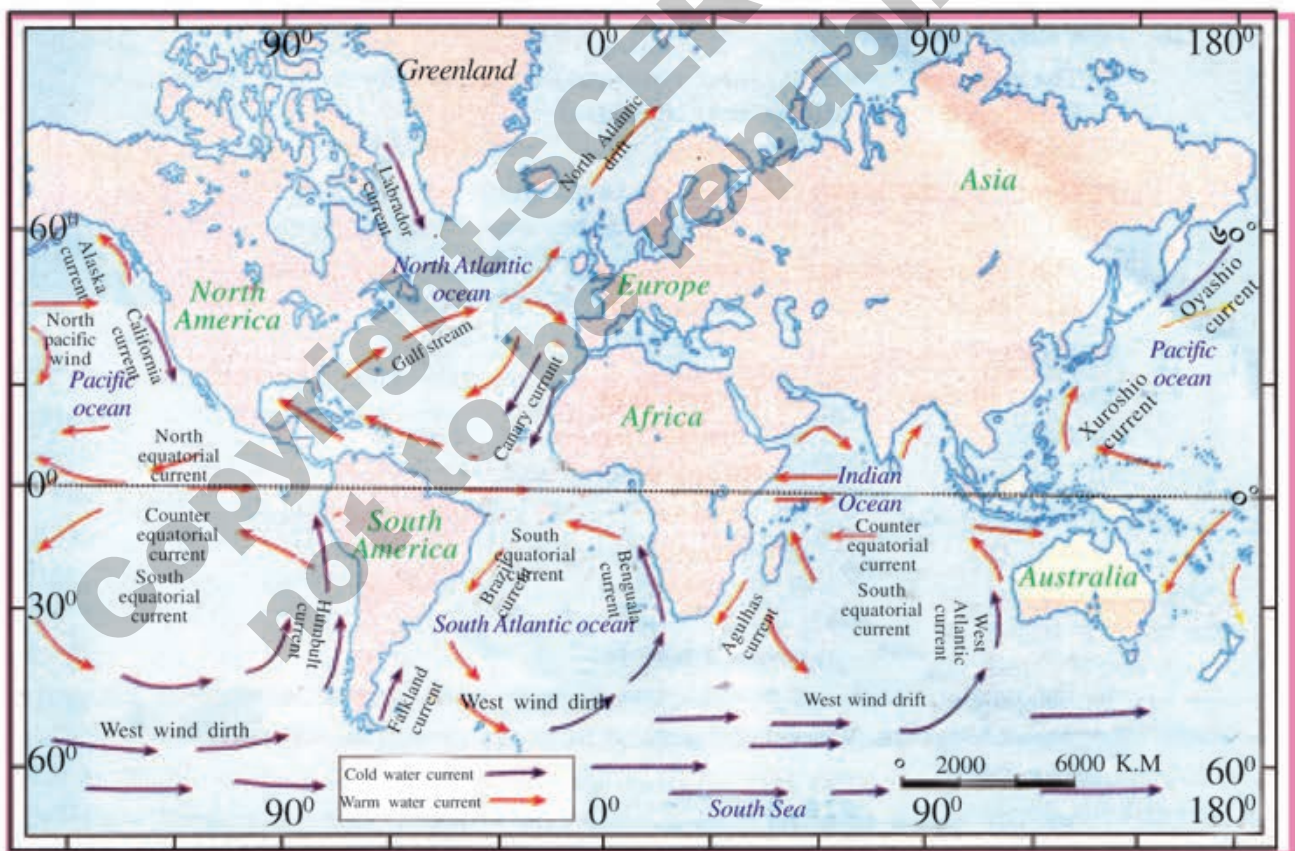 90⁰
0⁰
90⁰
180⁰
Greenland
North Atlantic
drift
Labrador
current
Asia
60⁰
Alaska
current
North Atlantic
ocean
North
America
Europe
Oyashio
current
North
pacific
wind
California
current
Gulf stream
Pacific
ocean
Pacific
ocean
Canary currunt
Africa
Xuroshio
current
North
equatorial
current
0⁰
Indian
Ocean
0⁰
Counter
equatorial
current
South
America
South
equatorial
current
Counter
equatorial
current
South
equatorial
current
Brazil
current
Benguala
current
South
equatorial
current
Australia
30⁰
Humbult
current
South Atlantic ocean
Agulhas
current
West
Atlantic
current
Falkland
current
West wind dirth
West wind drift
West wind dirth
60⁰
Cold water current
Warm water current
0 2000 6000 K.M
60⁰
90⁰
0⁰
South Sea
90⁰
180⁰
Copyright-SCER
not to be republi